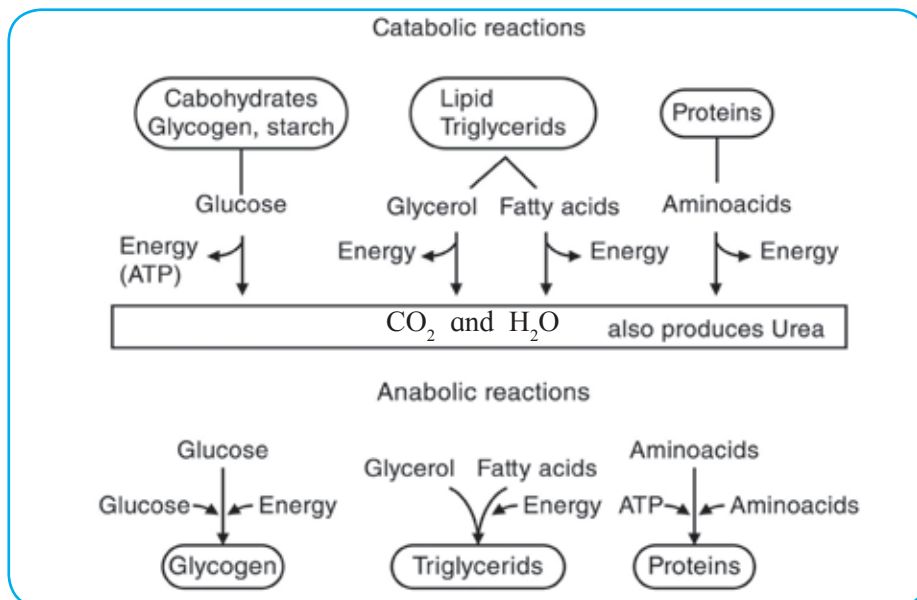 Catabolic reactions
Cabohydrates
Glycogen, starch
Lipid
Triglycerids
Proteins
Glucose
Glycerol
Fatty acids
Aminoacids
Energy
(ATP)
Energy
Energy
Energy
CO₂ and H₂O
also produces Urea
Anabolic reactions
Glucose
Glucose
Energy
Glycogen
Glycerol
Fatty acids
Energy
Triglycerids
Aminoacids
ATP
Aminoacids
Proteins